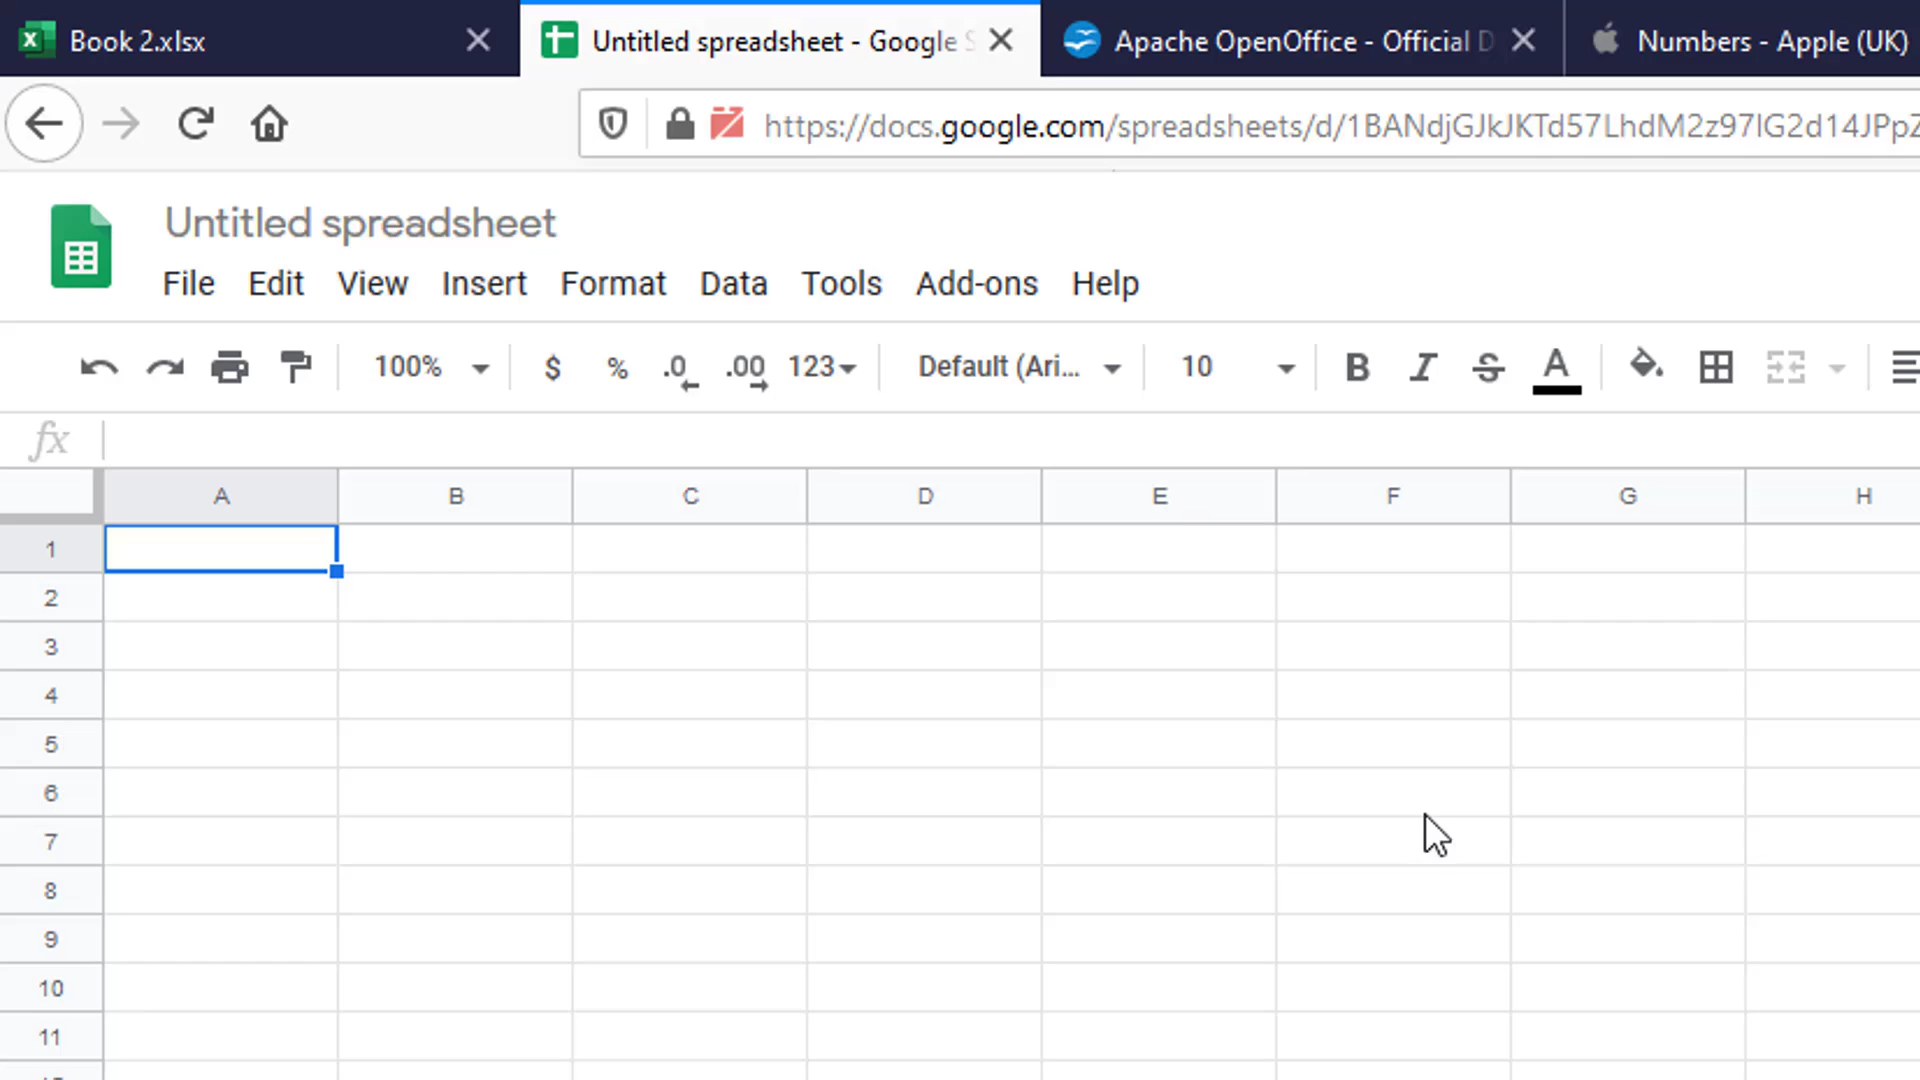 Book 2.xlsx
Untitled spreadsheet - Google S
Apache OpenOffice - Official D
Numbers - Apple (UK)
https://docs.google.com/spreadsheets/d/1BANdjGJkJKTd57LhdM2z97IG2d14JPpZ
Untitled spreadsheet
File Edit View Insert Format Data Tools Add-ons Help
100% $ % .0 .00 123 Default (Ari... 10 B I S A
fx
A B C D E F G H
1
2
3
4
5
6
7
8
9
10
11